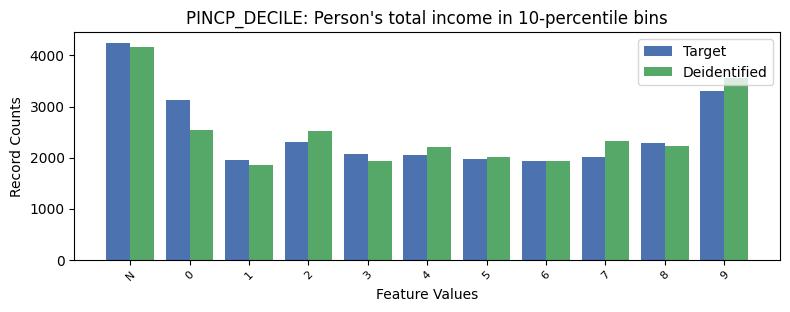 PINCP_DECILE: Person's total income in 10-percentile bins
Target
Deidentified
Record Counts
4000
3000
2000
1000
0
N 0 1 2 3 4 5 6 7 8 9
Feature Values